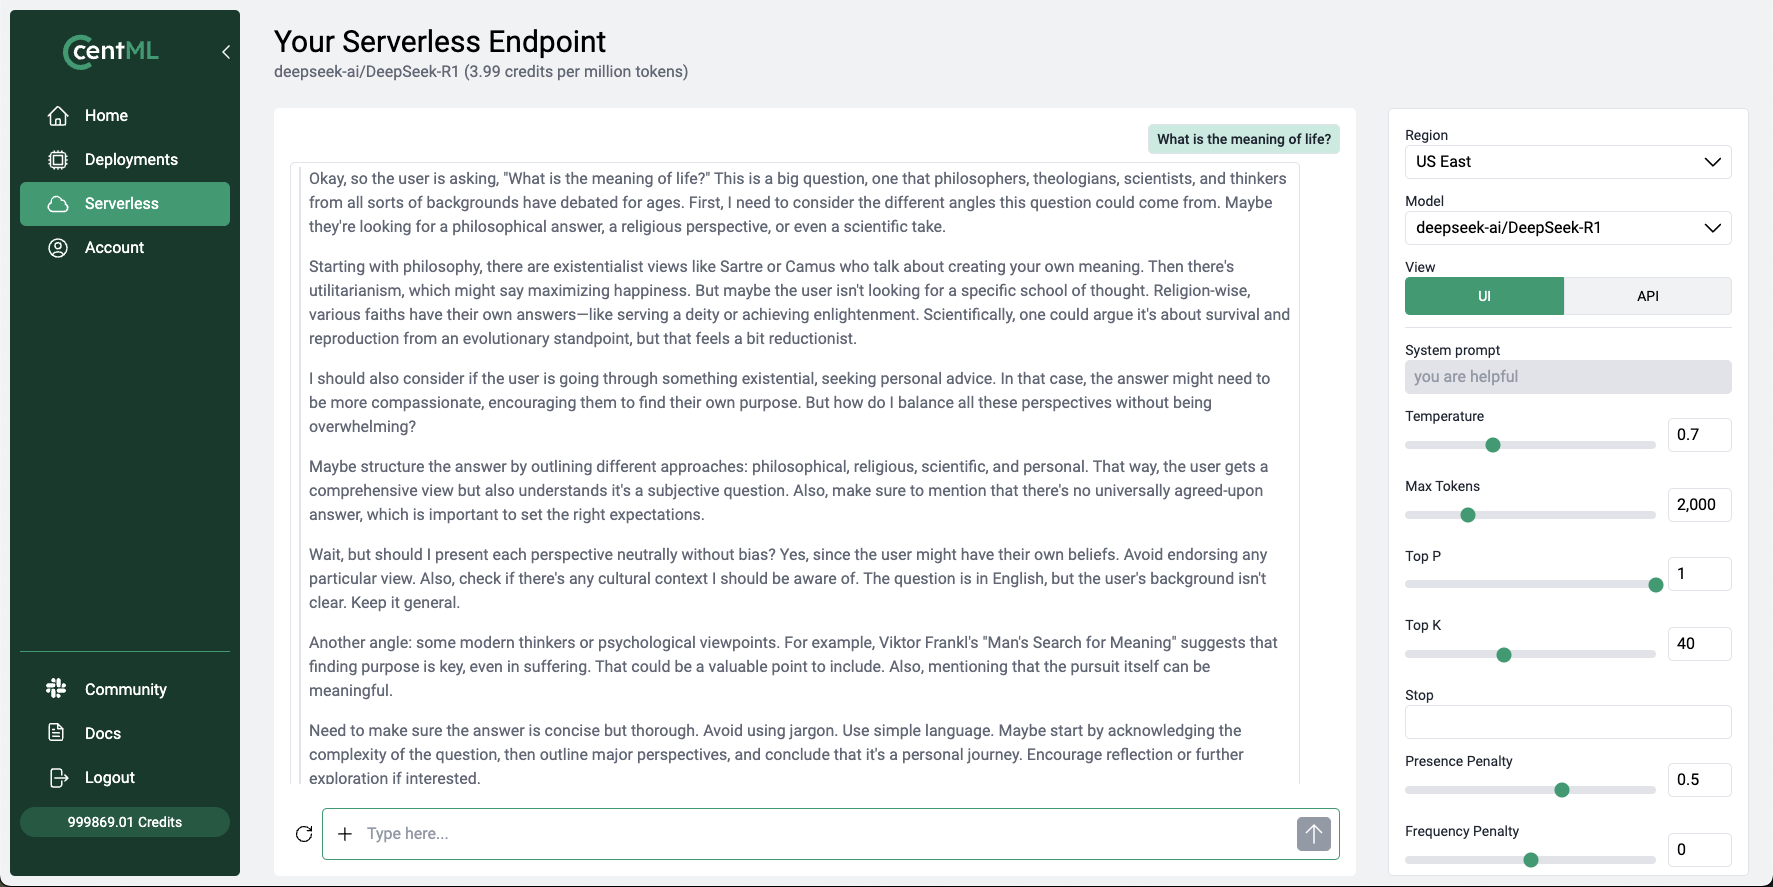 centML
Home
Deployments
Serverless
Account
Community
Docs
Logout
999869.01 Credits
Your Serverless Endpoint
deepseek-ai/DeepSeek-R1 (3.99 credits per million tokens)
What is the meaning of life?
Okay, so the user is asking, "What is the meaning of life?" This is a big question, one that philosophers, theologians, scientists, and thinkers
from all sorts of backgrounds have debated for ages. First, I need to consider the different angles this question could come from. Maybe
they're looking for a philosophical answer, a religious perspective, or even a scientific take.
Starting with philosophy, there are existentialist views like Sartre or Camus who talk about creating your own meaning. Then there's
utilitarianism, which might say maximizing happiness. But maybe the user isn't looking for a specific school of thought. Religion-wise,
various faiths have their own answers—like serving a deity or achieving enlightenment. Scientifically, one could argue it's about survival and
reproduction from an evolutionary standpoint, but that feels a bit reductionist.
I should also consider if the user is going through something existential, seeking personal advice. In that case, the answer might need to
be more compassionate, encouraging them to find their own purpose. But how do I balance all these perspectives without being
overwhelming?
Maybe structure the answer by outlining different approaches: philosophical, religious, scientific, and personal. That way, the user gets a
comprehensive view but also understands it's a subjective question. Also, make sure to mention that there's no universally agreed-upon
answer, which is important to set the right expectations.
Wait, but should I present each perspective neutrally without bias? Yes, since the user might have their own beliefs. Avoid endorsing any
particular view. Also, check if there's any cultural context I should be aware of. The question is in English, but the user's background isn't
clear. Keep it general.
Another angle: some modern thinkers or psychological viewpoints. For example, Viktor Frankl's "Man's Search for Meaning" suggests that
finding purpose is key, even in suffering. That could be a valuable point to include. Also, mentioning that the pursuit itself can be
meaningful.
Need to make sure the answer is concise but thorough. Avoid using jargon. Use simple language. Maybe start by acknowledging the
complexity of the question, then outline major perspectives, and conclude that it's a personal journey. Encourage reflection or further
exploration if interested.
Type here...
Region
US East
Model
deepseek-ai/DeepSeek-R1
View
UI
API
System prompt
you are helpful
Temperature
0.7
Max Tokens
2,000
Top P
1
Top K
40
Stop
Presence Penalty
0.5
Frequency Penalty
0